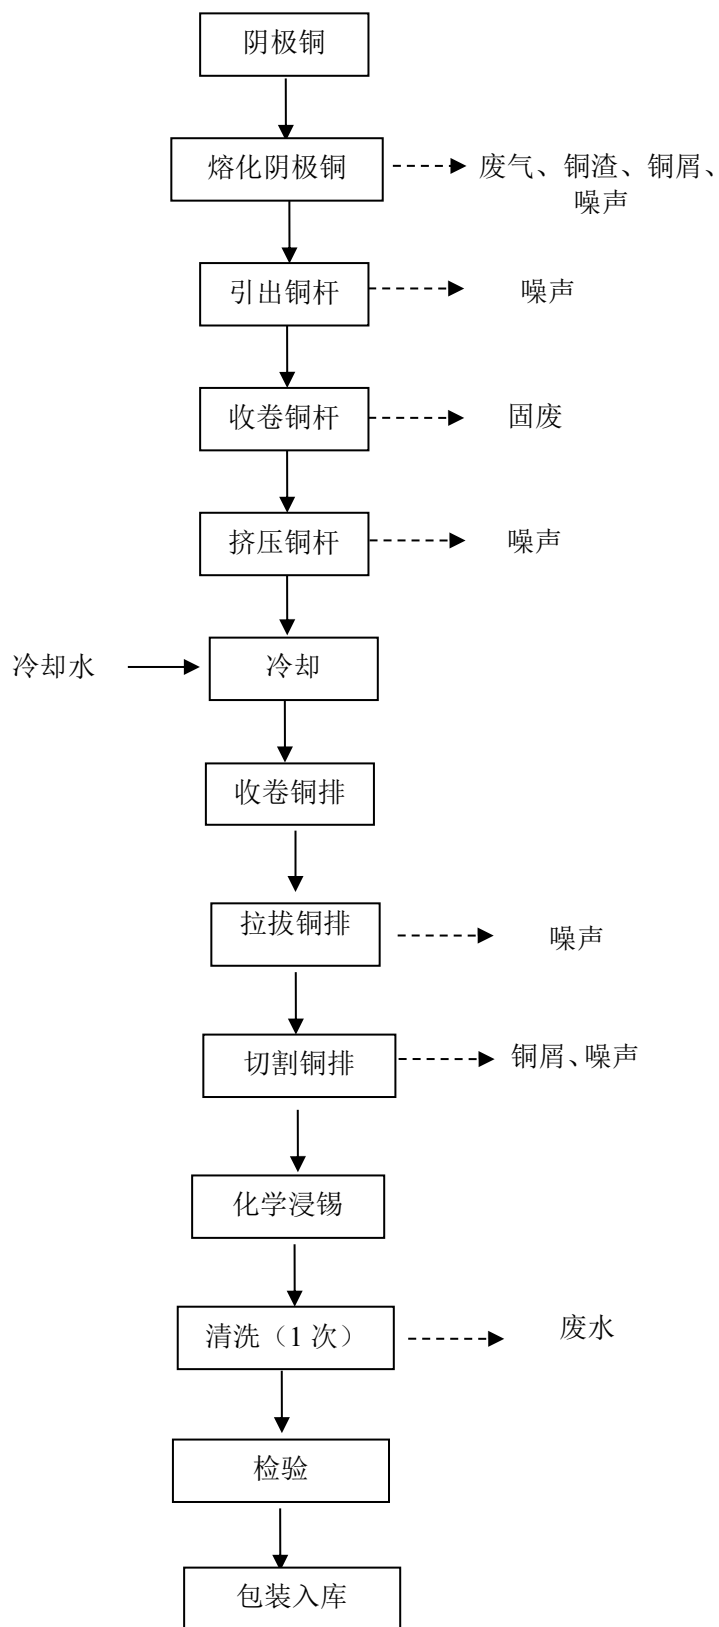 阴极铜
熔化阴极铜
废气、铜渣、铜屑、
噪声
引出铜杆
噪声
收卷铜杆
固废
挤压铜杆
噪声
冷却水
冷却
收卷铜排
拉拔铜排
噪声
切割铜排
铜屑、噪声
化学浸锡
清洗（1 次）
废水
检验
包装入库